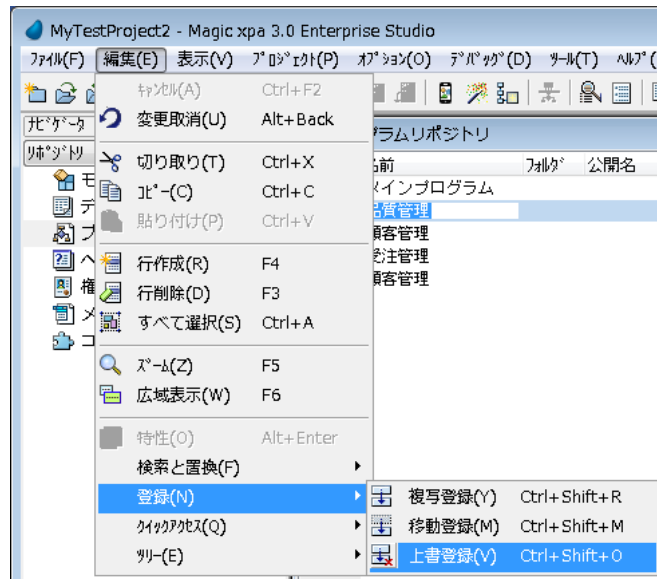 MyTestProject2 - Magic xpa 3.0 Enterprise Studio
ﾌｧｲﾙ(F) 編集(E) 表示(V) ﾌﾟﾛｼﾞｪｸﾄ(P) ｵﾌﾟｼｮﾝ(O) ﾃﾞﾊﾞｯｸﾞ(D) ﾂｰﾙ(T) ﾍﾙﾌﾟ(
ｷｬﾝｾﾙ(A) Ctrl+F2
変更取消(U) Alt+Back
切り取り(T) Ctrl+X
ｺﾋﾟｰ(C) Ctrl+C
貼り付け(P) Ctrl+V
行作成(R) F4
行削除(D) F3
すべて選択(S) Ctrl+A
ｽﾞｰﾑ(Z) F5
広域表示(W) F6
特性(O) Alt+Enter
検索と置換(F)
登録(N)
ｸｲｯｸｱｸｾｽ(Q)
ﾂﾘｰ(E)
複写登録(Y) Ctrl+Shift+R
移動登録(M) Ctrl+Shift+M
上書登録(V) Ctrl+Shift+O
ﾅﾋﾞｹﾞｰﾀ
ﾘﾎﾟｼﾞﾄﾘ
モ
デ
プ
ヘ
権
メ
コ
グラムリポジトリ
名前 ﾌｫﾙﾀﾞ 公開名
メインプログラム
品質管理
顧客管理
受注管理
顧客管理